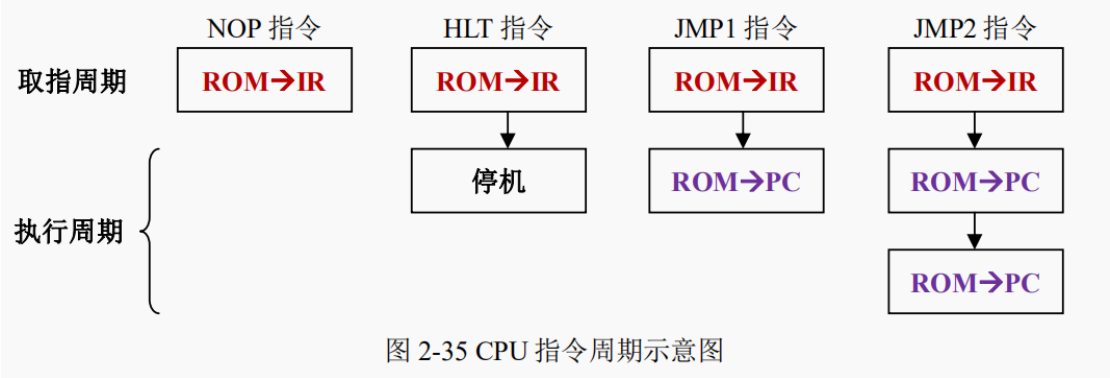 NOP 指令 HLT 指令 JMP1 指令 JMP2 指令
取指周期 ROM→IR ROM→IR ROM→IR ROM→IR
停机 ROM→PC ROM→PC
执行周期
ROM→PC
图 2-35 CPU 指令周期示意图